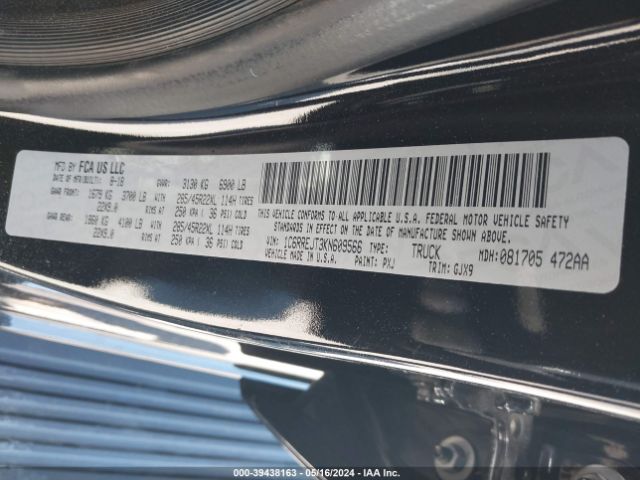 MFD BY FCA US LLC
DATE OF MFR(BUILT): 8-18 GVWR: 3130 KG 6900 LB
GAWR FRONT: 1679 KG 3700 LB WITH 285/45R22XL 114H TIRES
22X9.0 RIMS AT 250 KPA ( 36 PSI) COLD
GAWR REAR: 1860 KG 4100 LB WITH 285/45R22XL 114H TIRES
22X9.0 RIMS AT 250 KPA ( 36 PSI) COLD
THIS VEHICLE CONFORMS TO ALL APPLICABLE U.S.A. FEDERAL MOTOR VEHICLE SAFETY
STANDARDS IN EFFECT ON THE DATE OF MANUFACTURE SHOWN ABOVE.
VIN: 1C6RREJT3KN609566 TYPE: TRUCK MDH: 081705 472AA
MADE IN U.S.A. PAINT: PXJ TRIM: GJX9
000-39438163 - 05/16/2024 - IAA Inc.